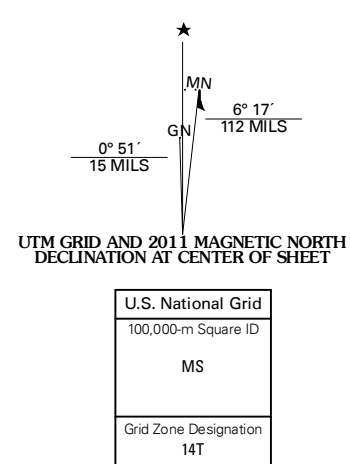 MN
6° 17´
112 MILS
GN
0° 51´
15 MILS
UTM GRID AND 2011 MAGNETIC NORTH
DECLINATION AT CENTER OF SHEET
U.S. National Grid
100,000-m Square ID
MS
Grid Zone Designation
14T